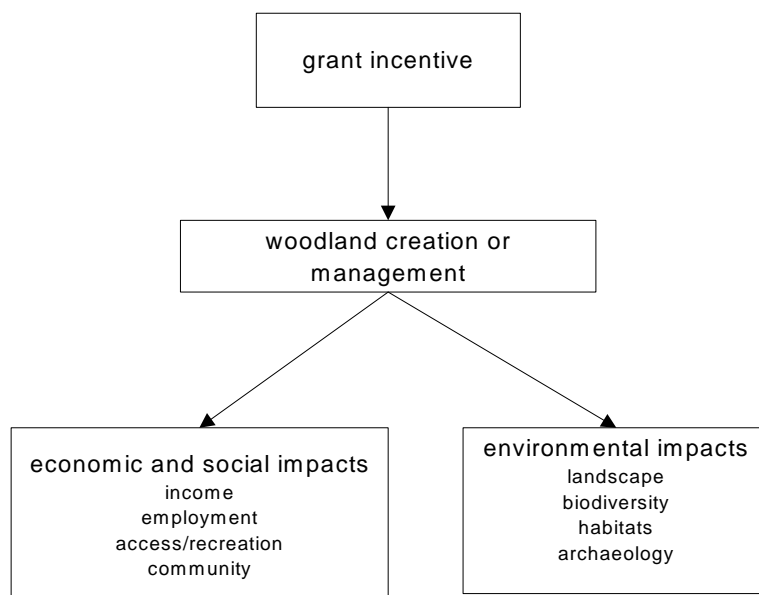 grant incentive
woodland creation or
management
economic and social impacts
income
employment
access/recreation
community
environmental impacts
landscape
biodiversity
habitats
archaeology